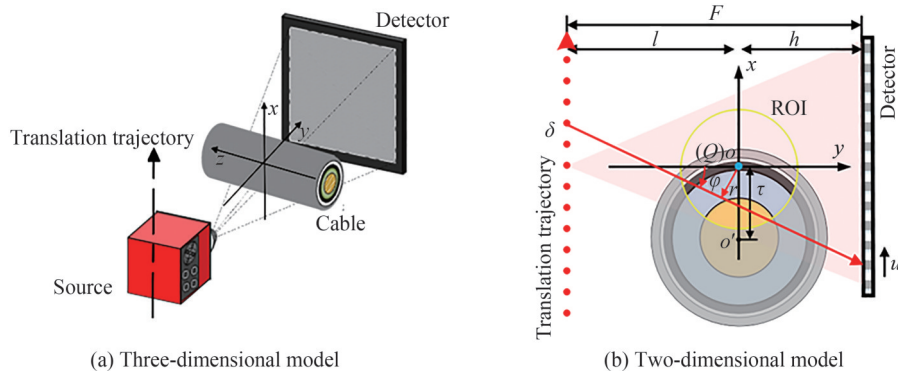 Detector
Translation trajectory
x
y
z
Cable
Source
(a) Three-dimensional model
F
l
h
x
ROI
Detector
δ
(Q)
o
y
φ
r
τ
o'
u
Translation trajectory
(b) Two-dimensional model